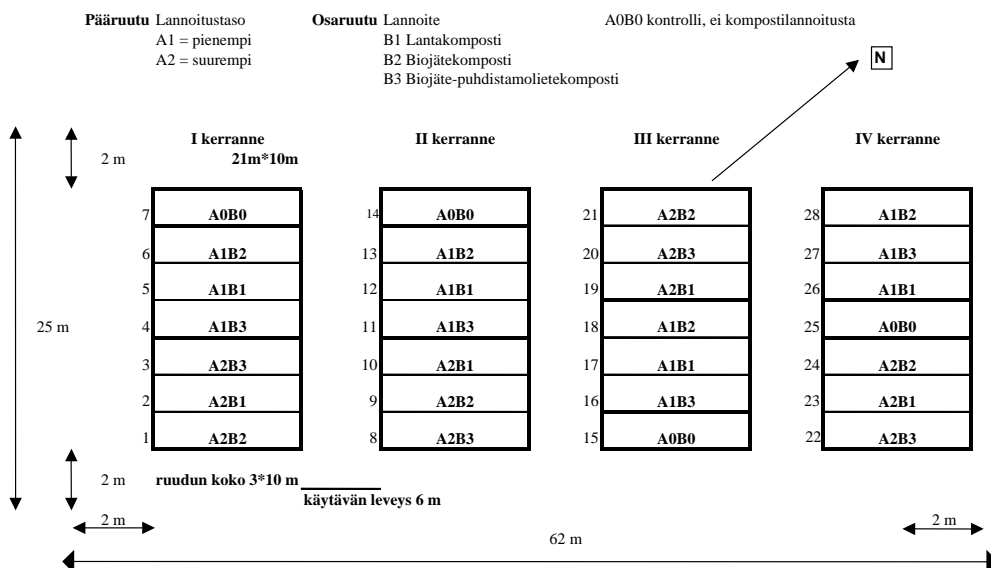 Pääruutu Lannoitustaso Osaruutu Lannoite A0B0 kontrolli, ei kompostilannoitusta
A1 = pienempi B1 Lantakomposti
A2 = suurempi B2 Biojätekomposti
B3 Biojäte-puhdistamolietekomposti
N
I kerranne II kerranne III kerranne IV kerranne
2 m 21m*10m
7 A0B0 14 A0B0 21 A2B2 28 A1B2
6 A1B2 13 A1B2 20 A2B3 27 A1B3
5 A1B1 12 A1B1 19 A2B1 26 A1B1
25 m 4 A1B3 11 A1B3 18 A1B2 25 A0B0
3 A2B3 10 A2B1 17 A1B1 24 A2B2
2 A2B1 9 A2B2 16 A1B3 23 A2B1
1 A2B2 8 A2B3 15 A0B0 22 A2B3
2 m ruudun koko 3*10 m
käytävän leveys 6 m
2 m 2 m
62 m